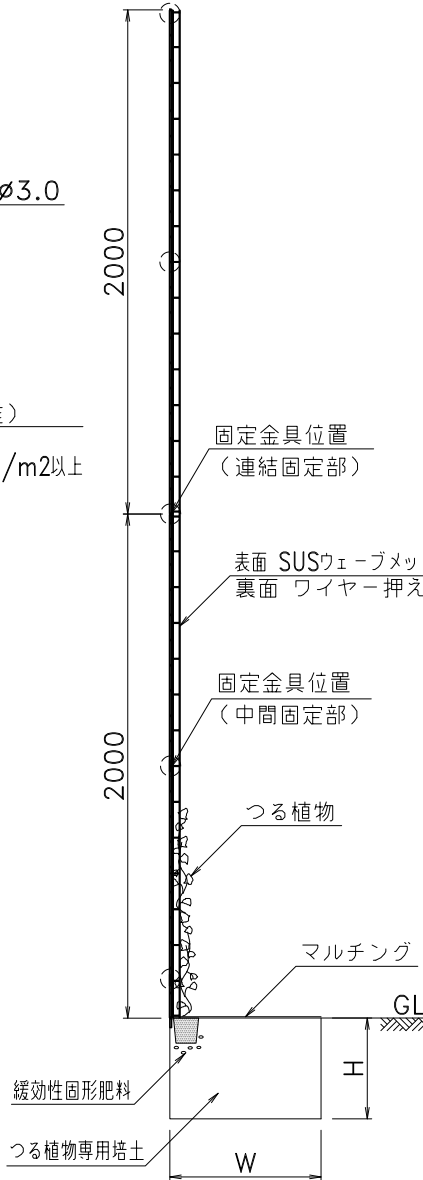 ø3.0
2000
)
/m2以上
固定金具位置
(連結固定部)
表面 SUSウェーブメッ
裏面 ワイヤー押え
固定金具位置
(中間固定部)
2000
つる植物
マルチング
GL
H
緩効性固形肥料
つる植物専用培土
W